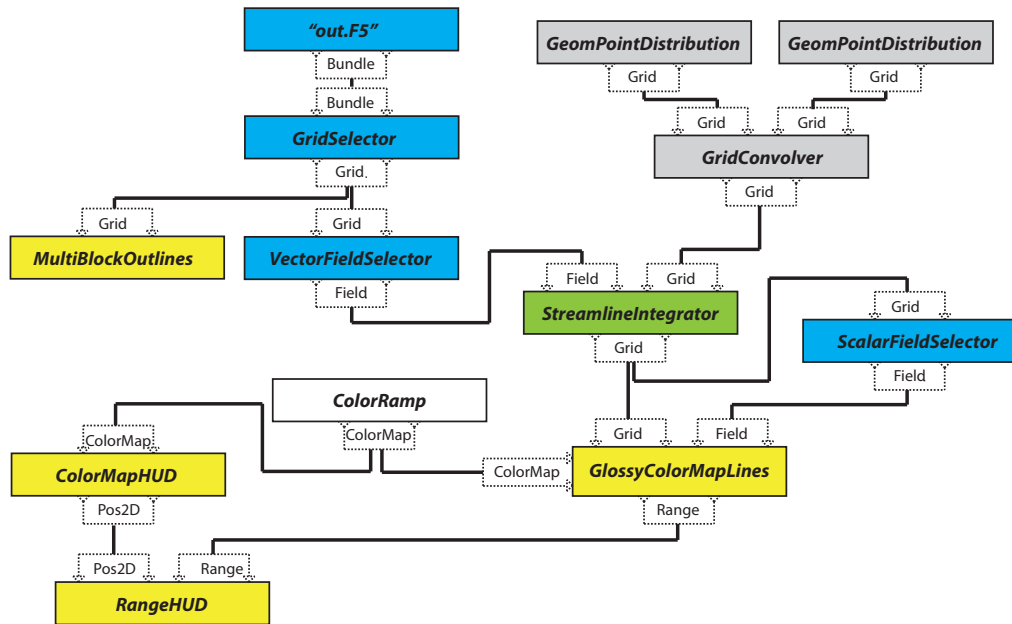 “out.F5”
GeomPointDistribution
GeomPointDistribution
Bundle
Grid
Grid
Bundle
Grid
Grid
GridSelector
GridConvolver
Grid
Grid
Grid
Grid
MultiBlockOutlines
VectorFieldSelector
Field
Grid
Field
StreamlineIntegrator
Grid
ScalarFieldSelector
Grid
Field
ColorRamp
ColorMap
ColorMap
Grid
Field
ColorMapHUD
ColorMap
GlossyColorMapLines
Pos2D
Range
Pos2D
Range
RangeHUD